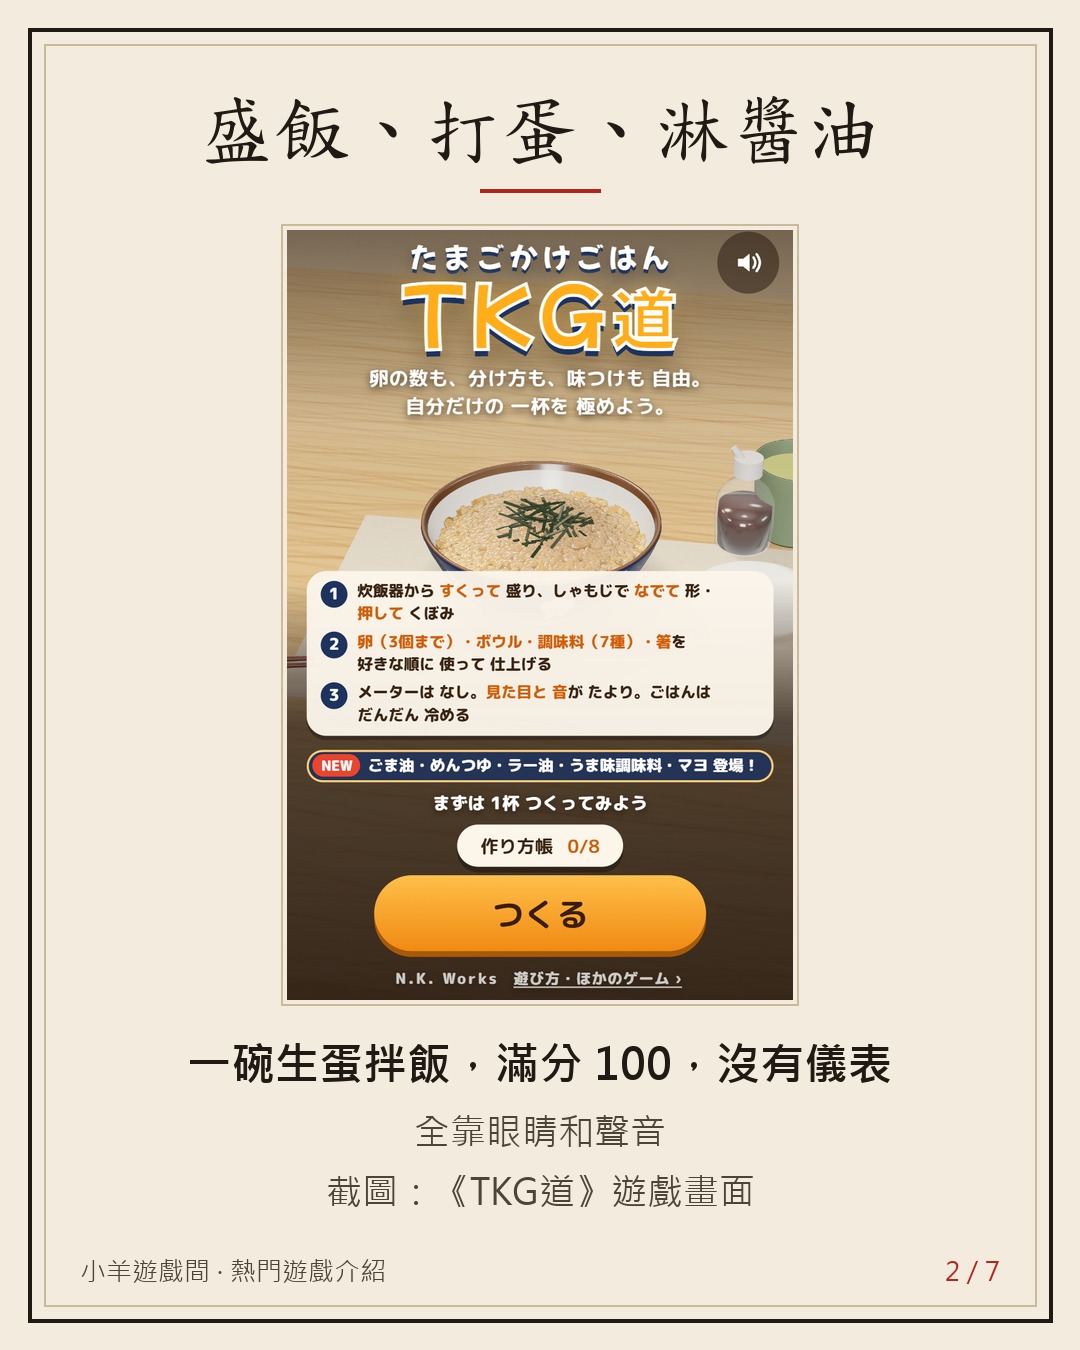 盛飯、打蛋、淋醬油
たまごかけごはん
TKG道
卵の数も、分け方も、味つけも 自由。
自分だけの 一杯を 極めよう。
1 炊飯器から すくって 盛り、しゃもじで なでて 形・
押して くぼみ
2 卵（3個まで）・ボウル・調味料（7種）・箸を
好きな順に 使って 仕上げる
3 メーターは なし。見た目と 音が たより。ごはんは
だんだん 冷める
NEW ごま油・めんつゆ・ラー油・うま味調味料・マヨ 登場！
まずは 1杯 つくってみよう
作り方帳 0/8
つくる
N.K. Works 遊び方・ほかのゲーム ›
一碗生蛋拌飯，滿分 100，沒有儀表
全靠眼睛和聲音
截圖：《TKG道》遊戲畫面
小羊遊戲間 · 熱門遊戲介紹
2 / 7